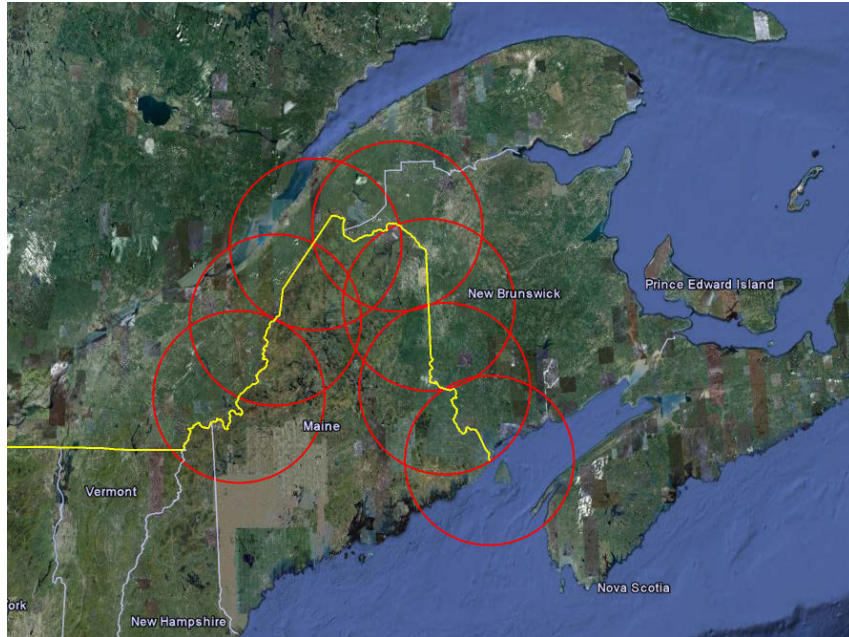 New Brunswick
Prince Edward Island
Maine
Vermont
Nova Scotia
ork
New Hampshire